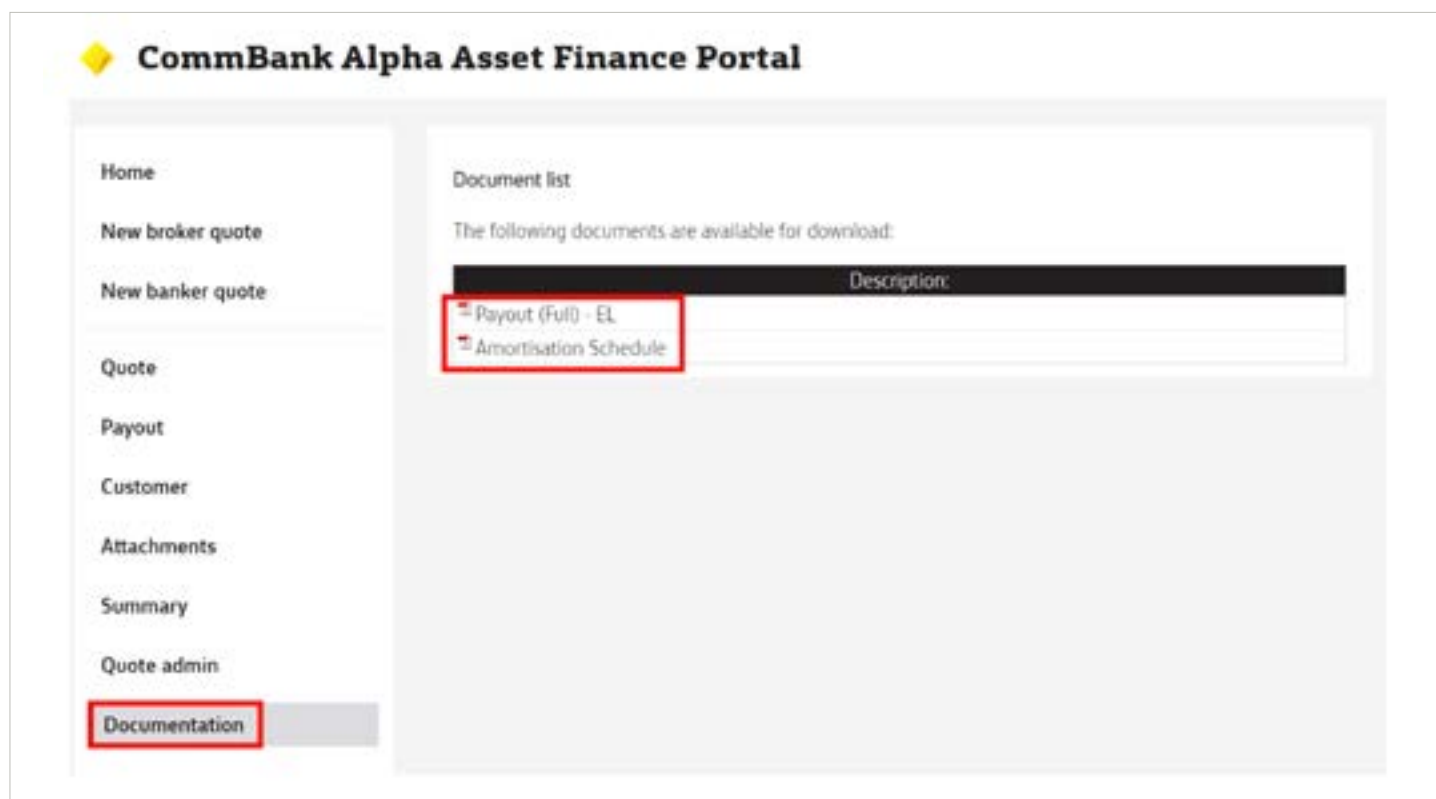 CommBank Alpha Asset Finance Portal
Home
New broker quote
New banker quote
Quote
Payout
Customer
Attachments
Summary
Quote admin
Documentation
Document list
The following documents are available for download:
Description:
Payout (Full) - EL
Amortisation Schedule